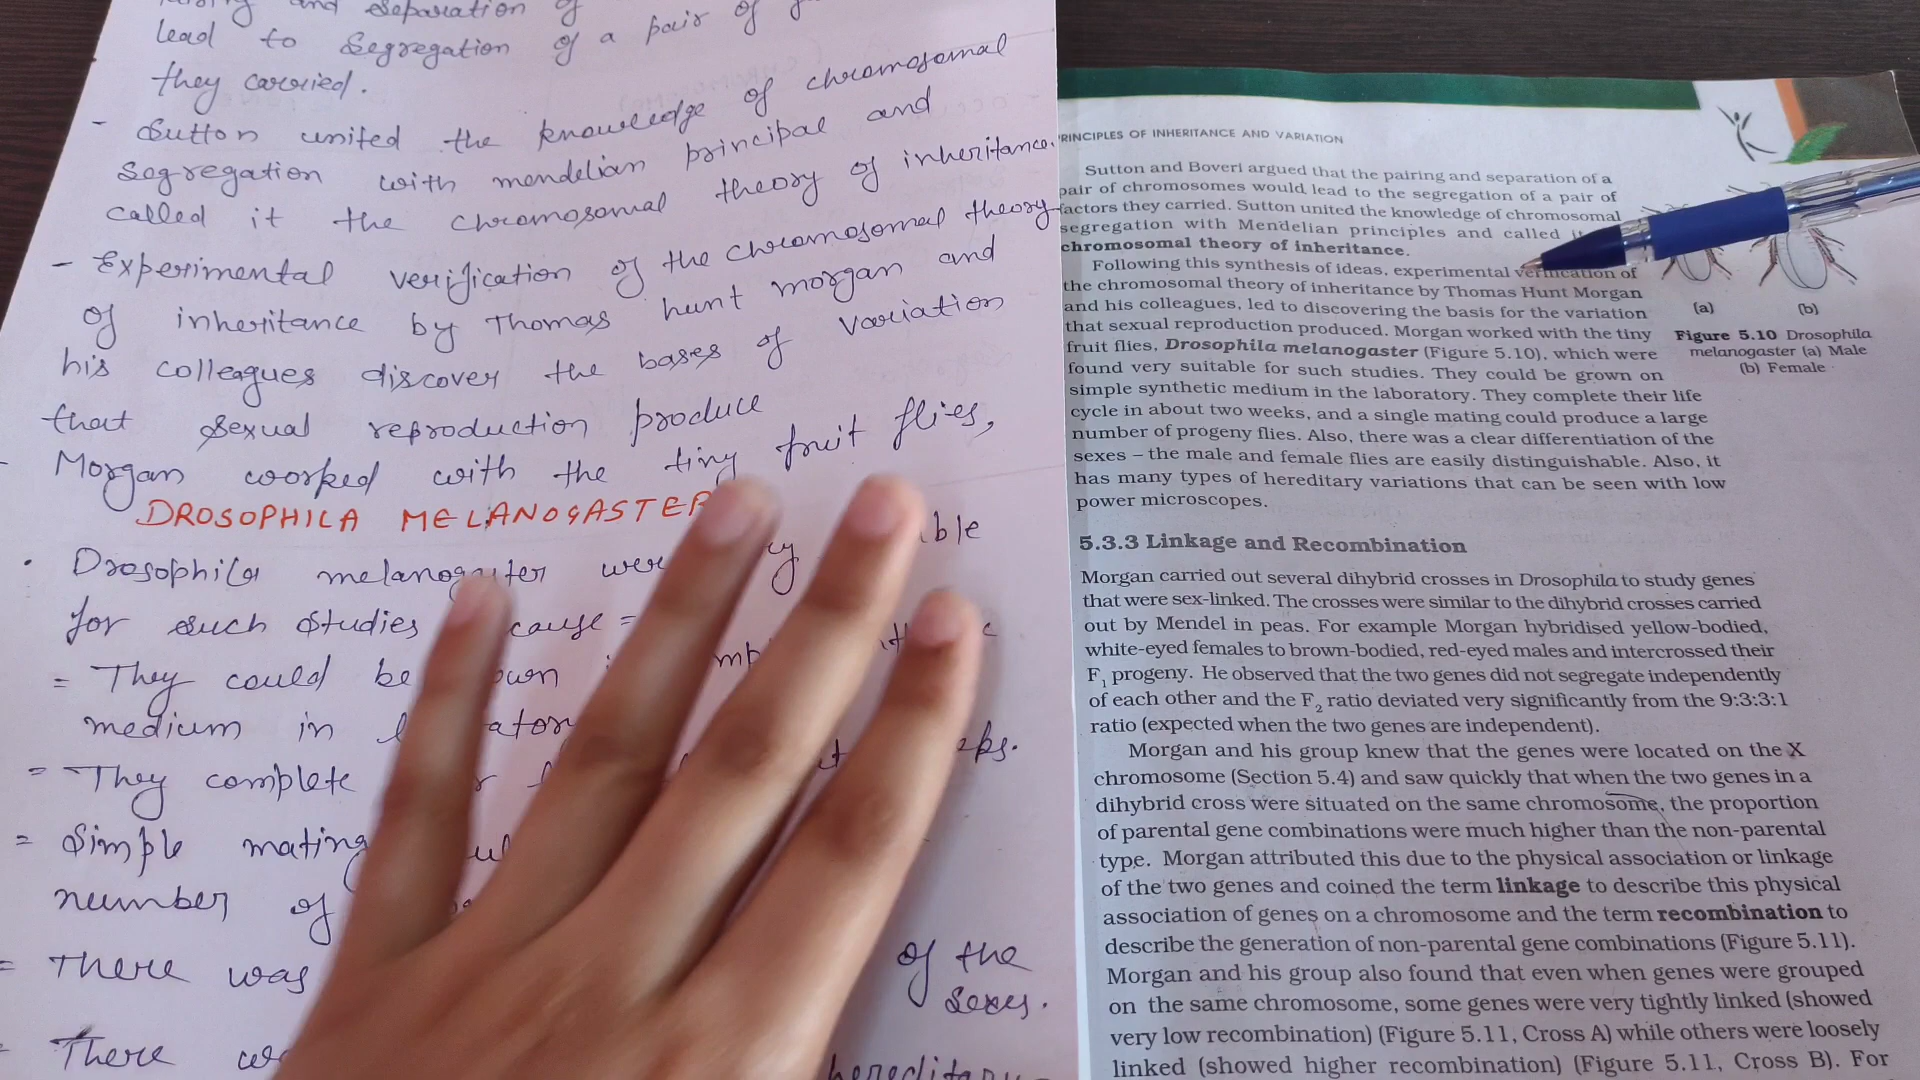 and separation of
lead to segregation of a pair of
they carried.
- Sutton united the knowledge of chromosomal
segregation with mendelian principal and
called it the chromosomal theory of inheritance.
- Experimental verification of the chromosomal theory
of inheritance by Thomas hunt morgan and
his colleagues discover the bases of variation
that sexual reproduction produce
- Morgan worked with the tiny fruit flies,
DROSOPHILA MELANOGASTER
. Drosophila melanogaster were
for such studies
= They could be
medium in
= They complete
= Simple mating
number of
= There was of the
sexes.
- There
PRINCIPLES OF INHERITANCE AND VARIATION
Sutton and Boveri argued that the pairing and separation of a
pair of chromosomes would lead to the segregation of a pair of
factors they carried. Sutton united the knowledge of chromosomal
segregation with Mendelian principles and called
chromosomal theory of inheritance.
Following this synthesis of ideas, experimental verification of
the chromosomal theory of inheritance by Thomas Hunt Morgan
and his colleagues, led to discovering the basis for the variation
that sexual reproduction produced. Morgan worked with the tiny
fruit flies, Drosophila melanogaster (Figure 5.10), which were
found very suitable for such studies. They could be grown on
simple synthetic medium in the laboratory. They complete their life
cycle in about two weeks, and a single mating could produce a large
number of progeny flies. Also, there was a clear differentiation of the
sexes – the male and female flies are easily distinguishable. Also, it
has many types of hereditary variations that can be seen with low
power microscopes.
(a) (b)
Figure 5.10 Drosophila
melanogaster (a) Male
(b) Female
5.3.3 Linkage and Recombination
Morgan carried out several dihybrid crosses in Drosophila to study genes
that were sex-linked. The crosses were similar to the dihybrid crosses carried
out by Mendel in peas. For example Morgan hybridised yellow-bodied,
white-eyed females to brown-bodied, red-eyed males and intercrossed their
F₁ progeny. He observed that the two genes did not segregate independently
of each other and the F₂ ratio deviated very significantly from the 9:3:3:1
ratio (expected when the two genes are independent).
Morgan and his group knew that the genes were located on the X
chromosome (Section 5.4) and saw quickly that when the two genes in a
dihybrid cross were situated on the same chromosome, the proportion
of parental gene combinations were much higher than the non-parental
type. Morgan attributed this due to the physical association or linkage
of the two genes and coined the term linkage to describe this physical
association of genes on a chromosome and the term recombination to
describe the generation of non-parental gene combinations (Figure 5.11).
Morgan and his group also found that even when genes were grouped
on the same chromosome, some genes were very tightly linked (showed
very low recombination) (Figure 5.11, Cross A) while others were loosely
linked (showed higher recombination) (Figure 5.11, Cross B). For